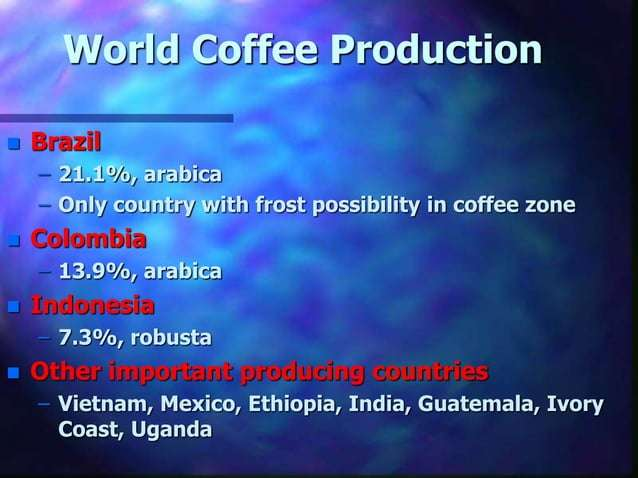 World Coffee Production
Brazil
– 21.1%, arabica
– Only country with frost possibility in coffee zone
Colombia
– 13.9%, arabica
Indonesia
– 7.3%, robusta
Other important producing countries
– Vietnam, Mexico, Ethiopia, India, Guatemala, Ivory
Coast, Uganda